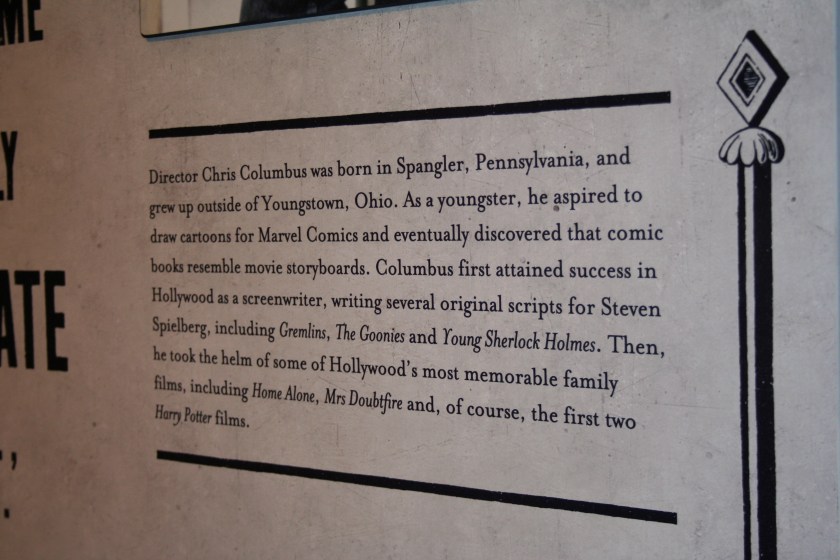 ME
LY
ATE
Director Chris Columbus was born in Spangler, Pennsylvania, and
grew up outside of Youngstown, Ohio. As a youngster, he aspired to
draw cartoons for Marvel Comics and eventually discovered that comic
books resemble movie storyboards. Columbus first attained success in
Hollywood as a screenwriter, writing several original scripts for Steven
Spielberg, including Gremlins, The Goonies and Young Sherlock Holmes. Then,
he took the helm of some of Hollywood's most memorable family
films, including Home Alone, Mrs Doubtfire and, of course, the first two
Harry Potter films.